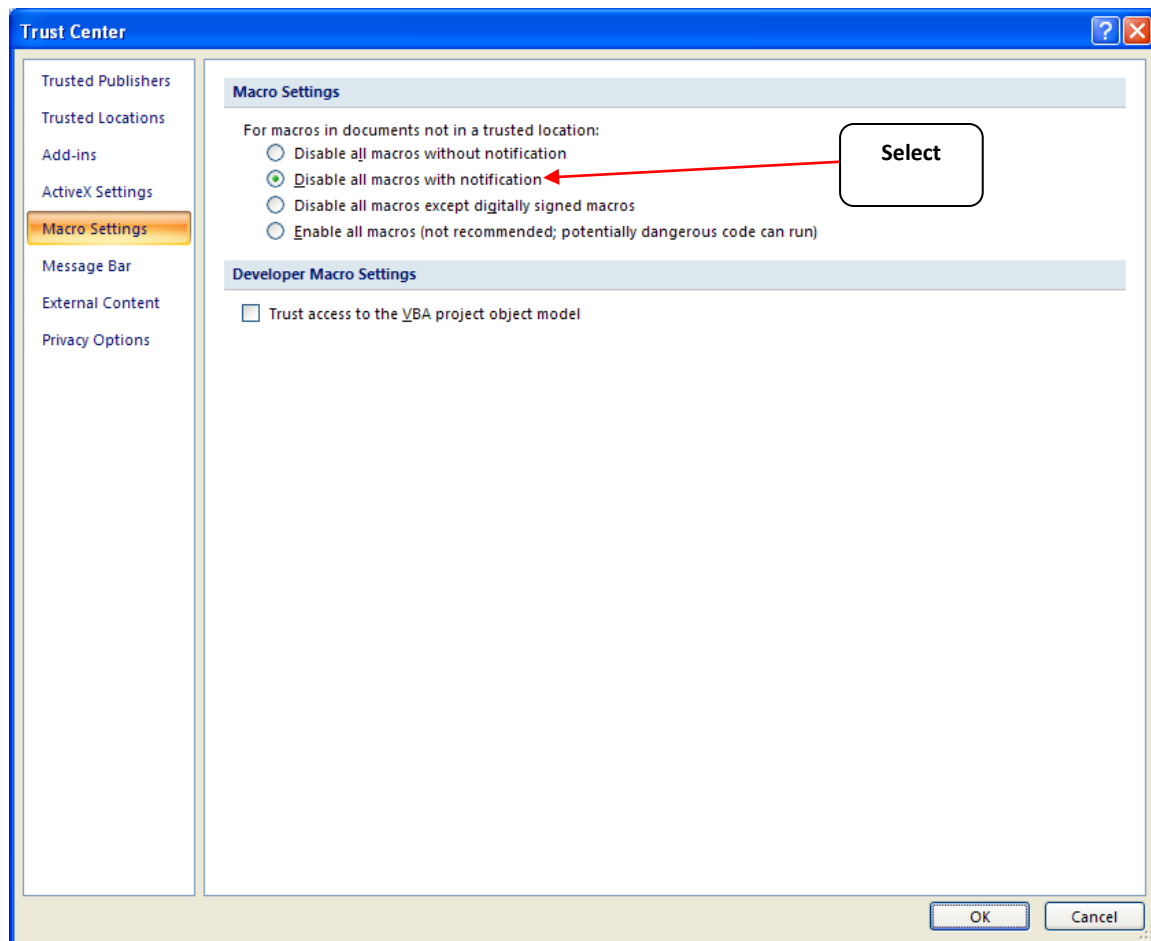 Trust Center
Trusted Publishers
Trusted Locations
Add-ins
ActiveX Settings
Macro Settings
Message Bar
External Content
Privacy Options
Macro Settings
For macros in documents not in a trusted location:
Disable all macros without notification
Disable all macros with notification
Disable all macros except digitally signed macros
Enable all macros (not recommended; potentially dangerous code can run)
Select
Developer Macro Settings
Trust access to the VBA project object model
OK
Cancel